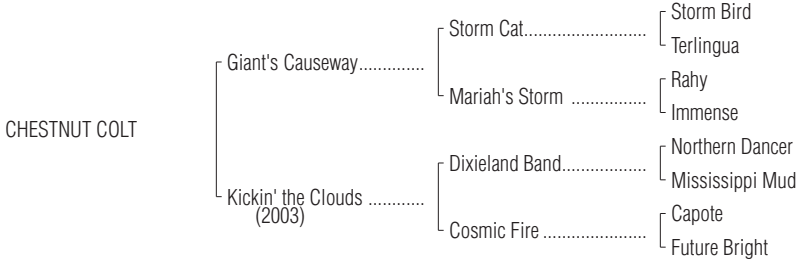 CHESTNUT COLT
Giant's Causeway..............
Kickin' the Clouds ............
(2003)
Storm Cat..........................
Mariah's Storm ................
Dixieland Band..................
Cosmic Fire ......................
Storm Bird
Terlingua
Rahy
Immense
Northern Dancer
Mississippi Mud
Capote
Future Bright